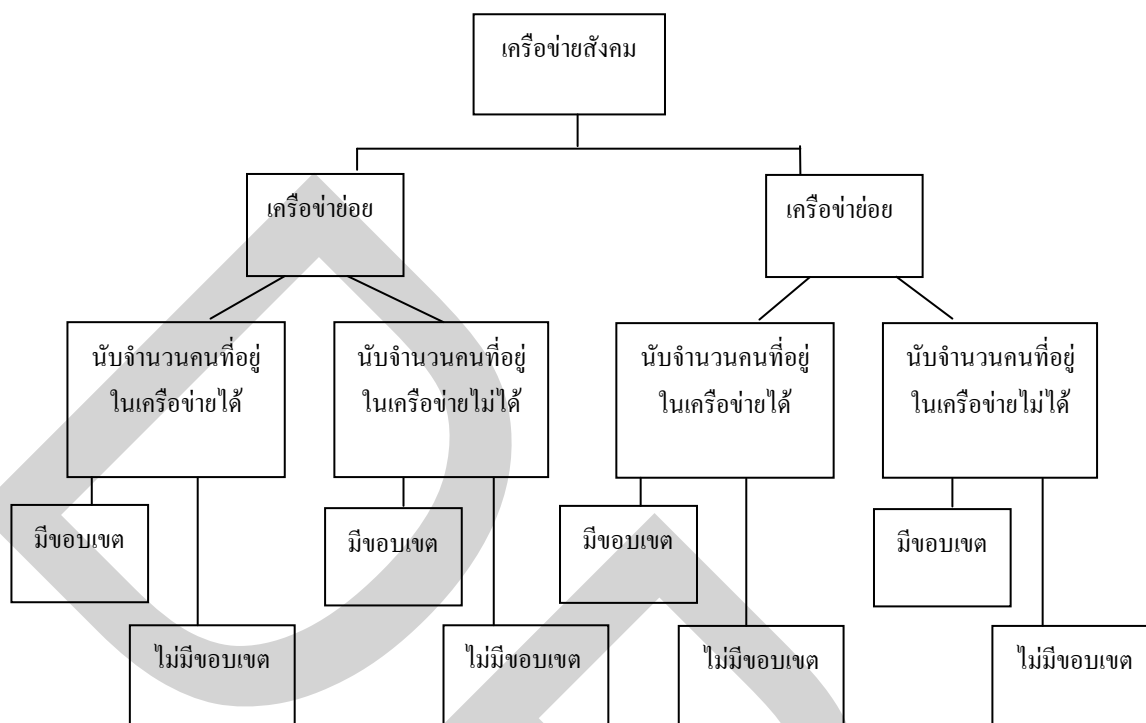 เครือข่ายสังคม
เครือข่าย่อย
เครือข่าย่อย
นับจำนวนคนที่อยู่
ในเครือข่ายได้
นับจำนวนคนที่อยู่
ในเครือข่ายไม่ได้
นับจำนวนคนที่อยู่
ในเครือข่ายได้
นับจำนวนคนที่อยู่
ในเครือข่ายไม่ได้
มีขอบเขต
มีขอบเขต
มีขอบเขต
มีขอบเขต
ไม่มีขอบเขต
ไม่มีขอบเขต
ไม่มีขอบเขต
ไม่มีขอบเขต